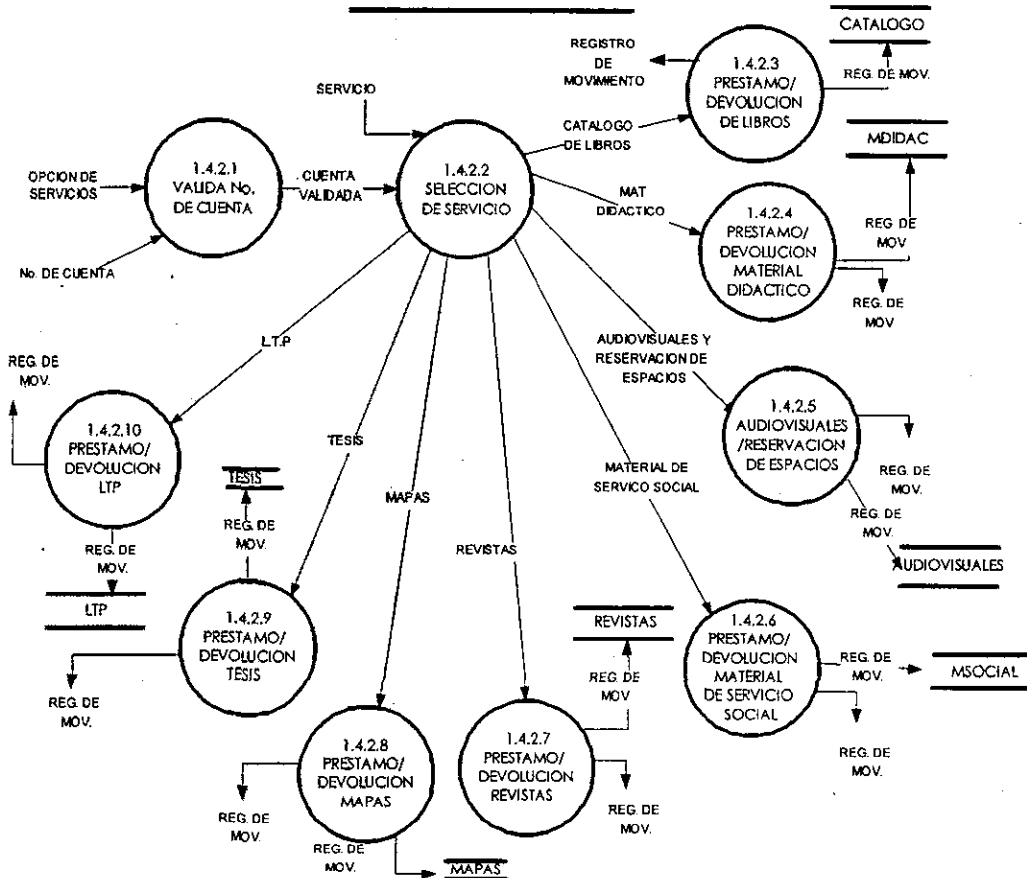 CATALOGO
REGISTRO
DE
MOVIMIENTO
1.4.2.3
PRESTAMO/
DEVOLUCION
DE LIBROS
REG. DE MOV.
SERVICIO
CATALOGO
DE LIBROS
MDIDAC
OPCION DE
SERVICIOS
1.4.2.1
VALIDA No.
DE CUENTA
CUENTA
VALIDADA
1.4.2.2
SELECCION
DE SERVICIO
MAT
DIDACTICO
1.4.2.4
PRESTAMO/
DEVOLUCION
MATERIAL
DIDACTICO
REG. DE
MOV
No. DE CUENTA
REG. DE
MOV
L.T.P
AUDIOVISUALES Y
RESERVACION DE
ESPACIOS
REG. DE
MOV.
1.4.2.10
PRESTAMO/
DEVOLUCION
LTP
1.4.2.5
AUDIOVISUALES
/RESERVACION
DE ESPACIOS
TESIS
TESIS
MATERIAL DE
SERVICO SOCIAL
REG. DE
MOV.
MAPAS
REG. DE
MOV.
REG. DE
MOV.
REG. DE
MOV.
REVISTAS
AUDIOVISUALES
LTP
1.4.2.9
PRESTAMO/
DEVOLUCION
TESIS
REVISTAS
1.4.2.6
PRESTAMO/
DEVOLUCION
MATERIAL
DE SERVICIO
SOCIAL
REG. DE
MOV.
MSOCIAL
REG. DE
MOV
REG. DE
MOV.
1.4.2.8
PRESTAMO/
DEVOLUCION
MAPAS
1.4.2.7
PRESTAMO/
DEVOLUCION
REVISTAS
REG. DE
MOV.
REG. DE
MOV.
REG. DE
MOV.
REG. DE
MOV.
MAPAS